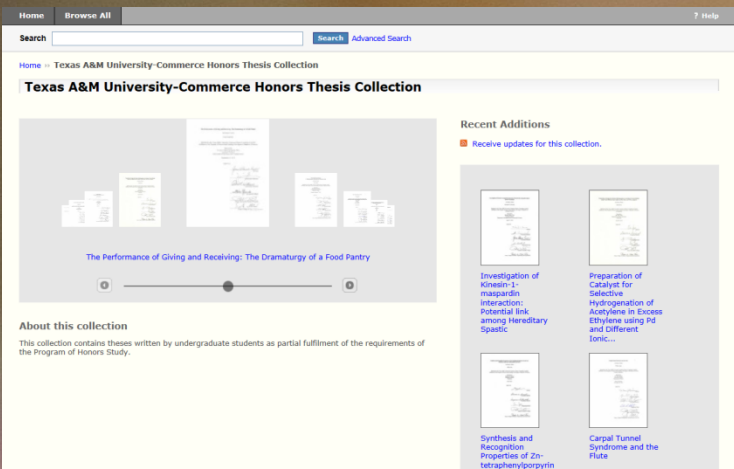 Home Browse All ? Help
Search Search Advanced Search
Home » Texas A&M University-Commerce Honors Thesis Collection
Texas A&M University-Commerce Honors Thesis Collection
Recent Additions
Receive updates for this collection.
The Performance of Giving and Receiving: The Dramaturgy of a Food Pantry
About this collection
This collection contains theses written by undergraduate students as partial fulfilment of the requirements of
the Program of Honors Study.
Investigation of
Kinesin-1-
maspardin
interaction:
Potential link
among Hereditary
Spastic
Preparation of
Catalyst for
Selective
Hydrogenation of
Acetylene in Excess
Ethylene using Pd
and Different
Ionic...
Synthesis and
Recognition
Properties of Zn-
tetraphenylporpyrin
Carpal Tunnel
Syndrome and the
Flute